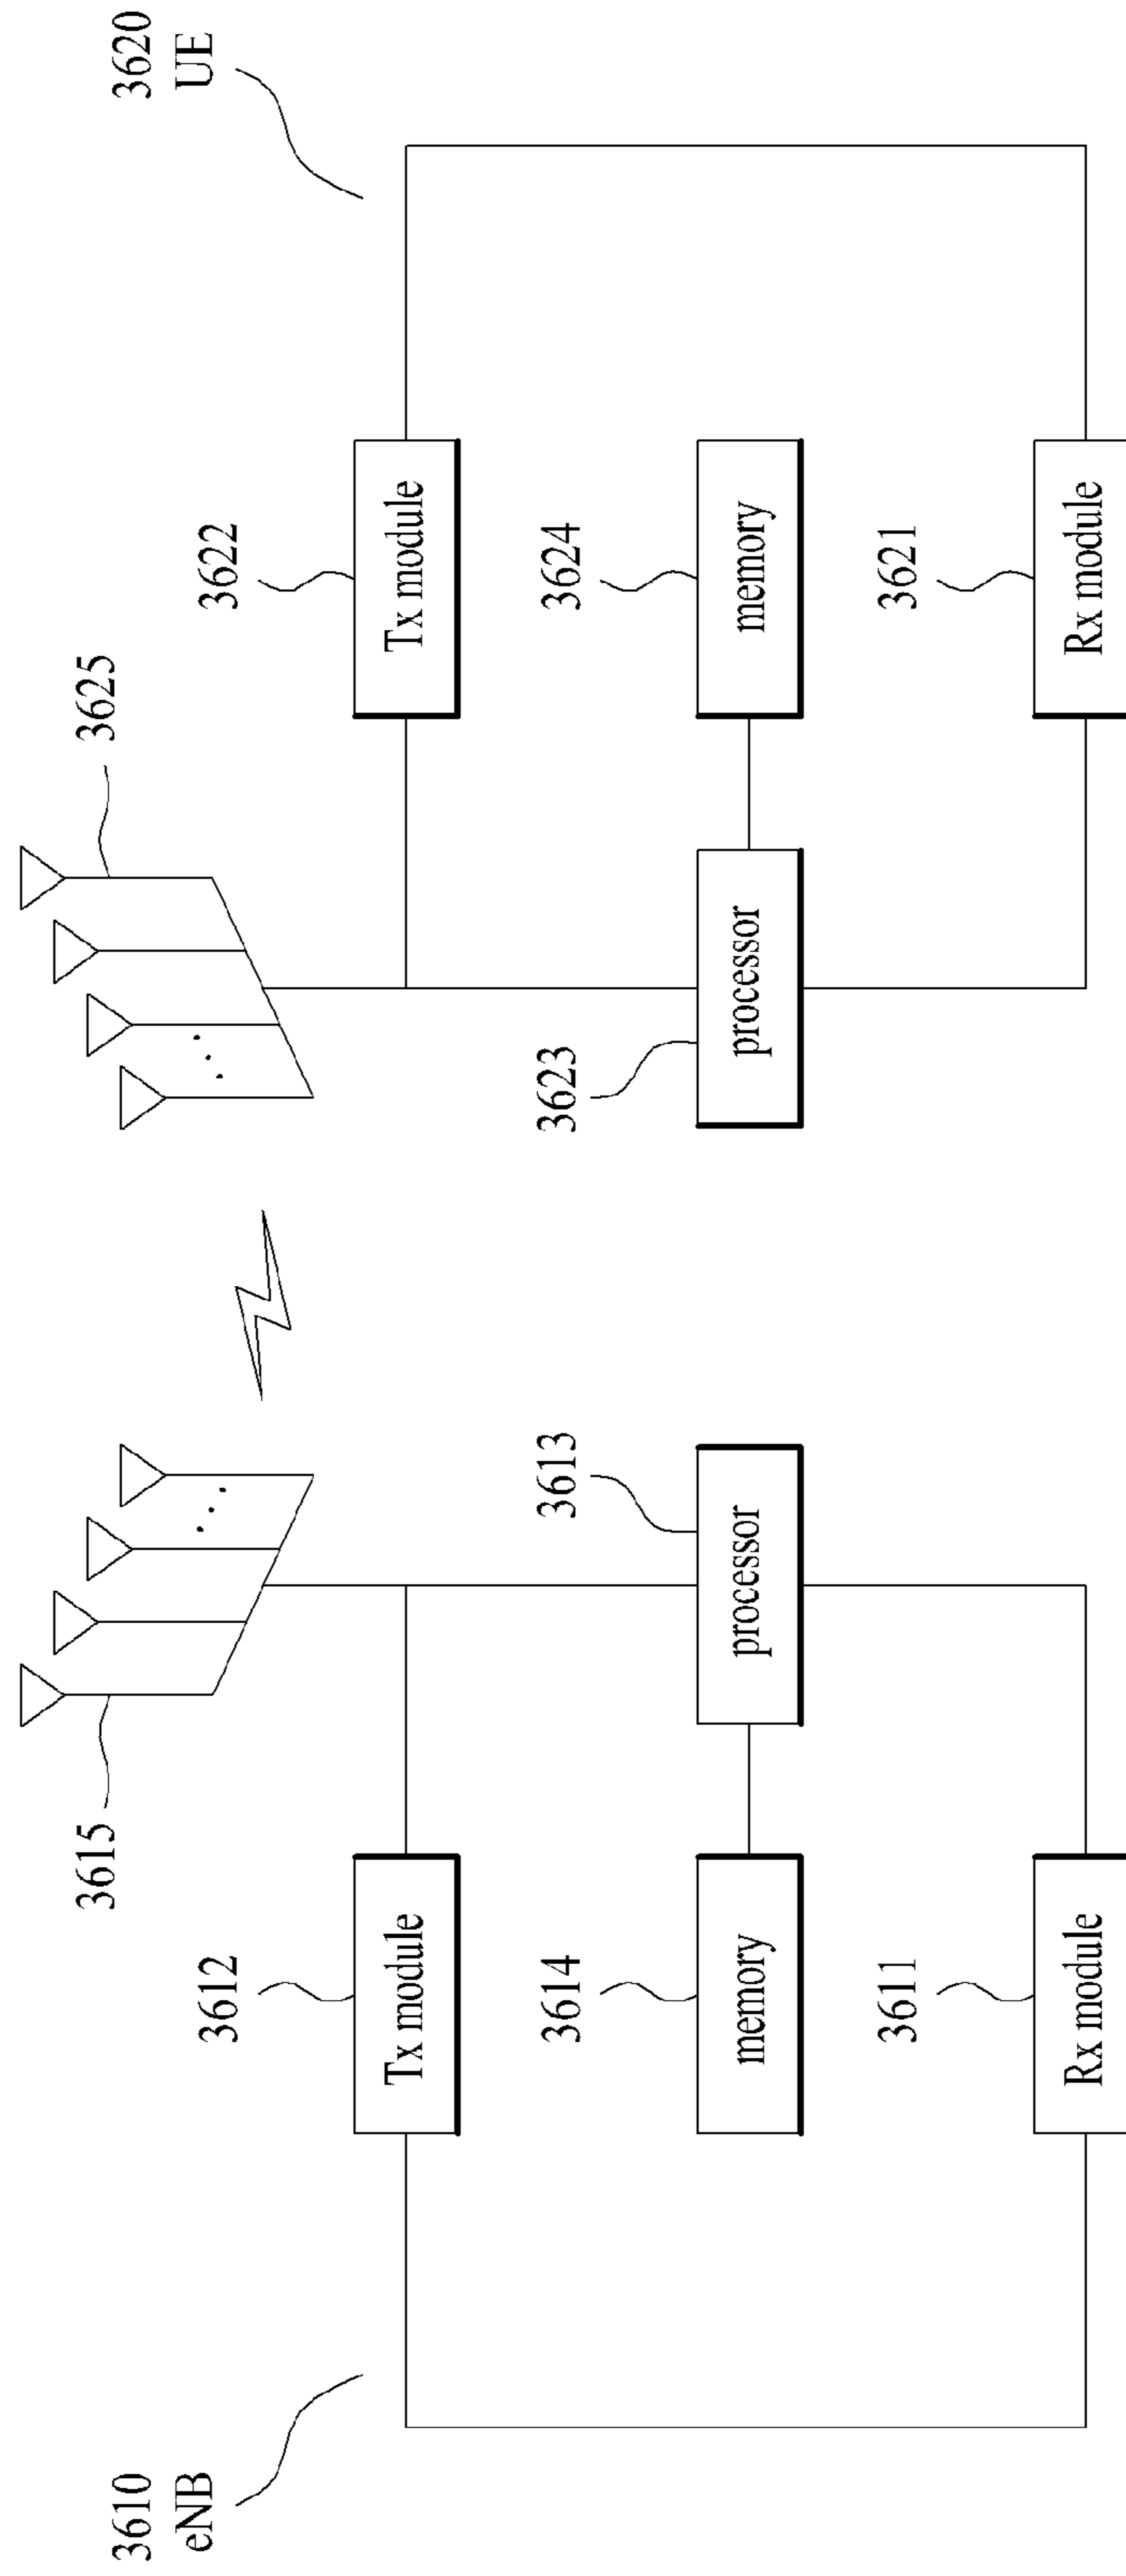 3610
eNB
3620
UE
3615
3625
3612
Tx module
3622
Tx module
3613
3623
3614
memory
processor
processor
3624
memory
3611
Rx module
3621
Rx module